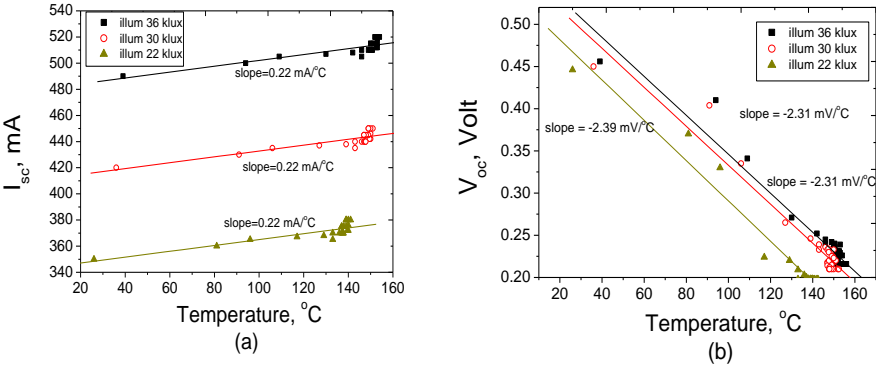 illum 36 klux
illum 30 klux
illum 22 klux
slope=0.22 mA/°C
slope=0.22 mA/°C
slope=0.22 mA/°C
I_sc, mA
540
520
500
480
460
440
420
400
380
360
340
20 40 60 80 100 120 140 160
Temperature, °C
(a)
illum 36 klux
illum 30 klux
illum 22 klux
slope = -2.31 mV/°C
slope = -2.39 mV/°C
slope = -2.31 mV/°C
V_oc, Volt
0.50
0.45
0.40
0.35
0.30
0.25
0.20
20 40 60 80 100 120 140 160
Temperature, °C
(b)